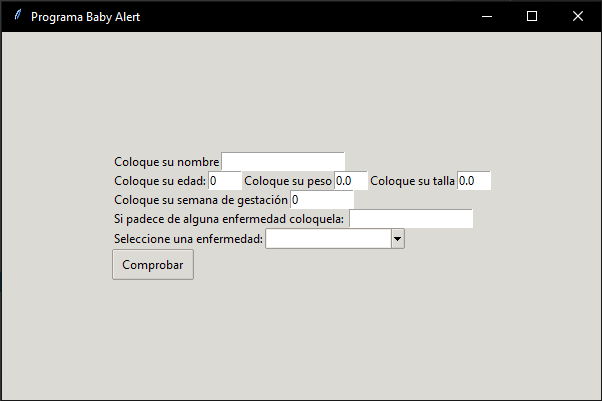 Programa Baby Alert
Coloque su nombre
Coloque su edad: 0 Coloque su peso 0.0 Coloque su talla 0.0
Coloque su semana de gestación 0
Si padece de alguna enfermedad coloquela:
Seleccione una enfermedad:
Comprobar